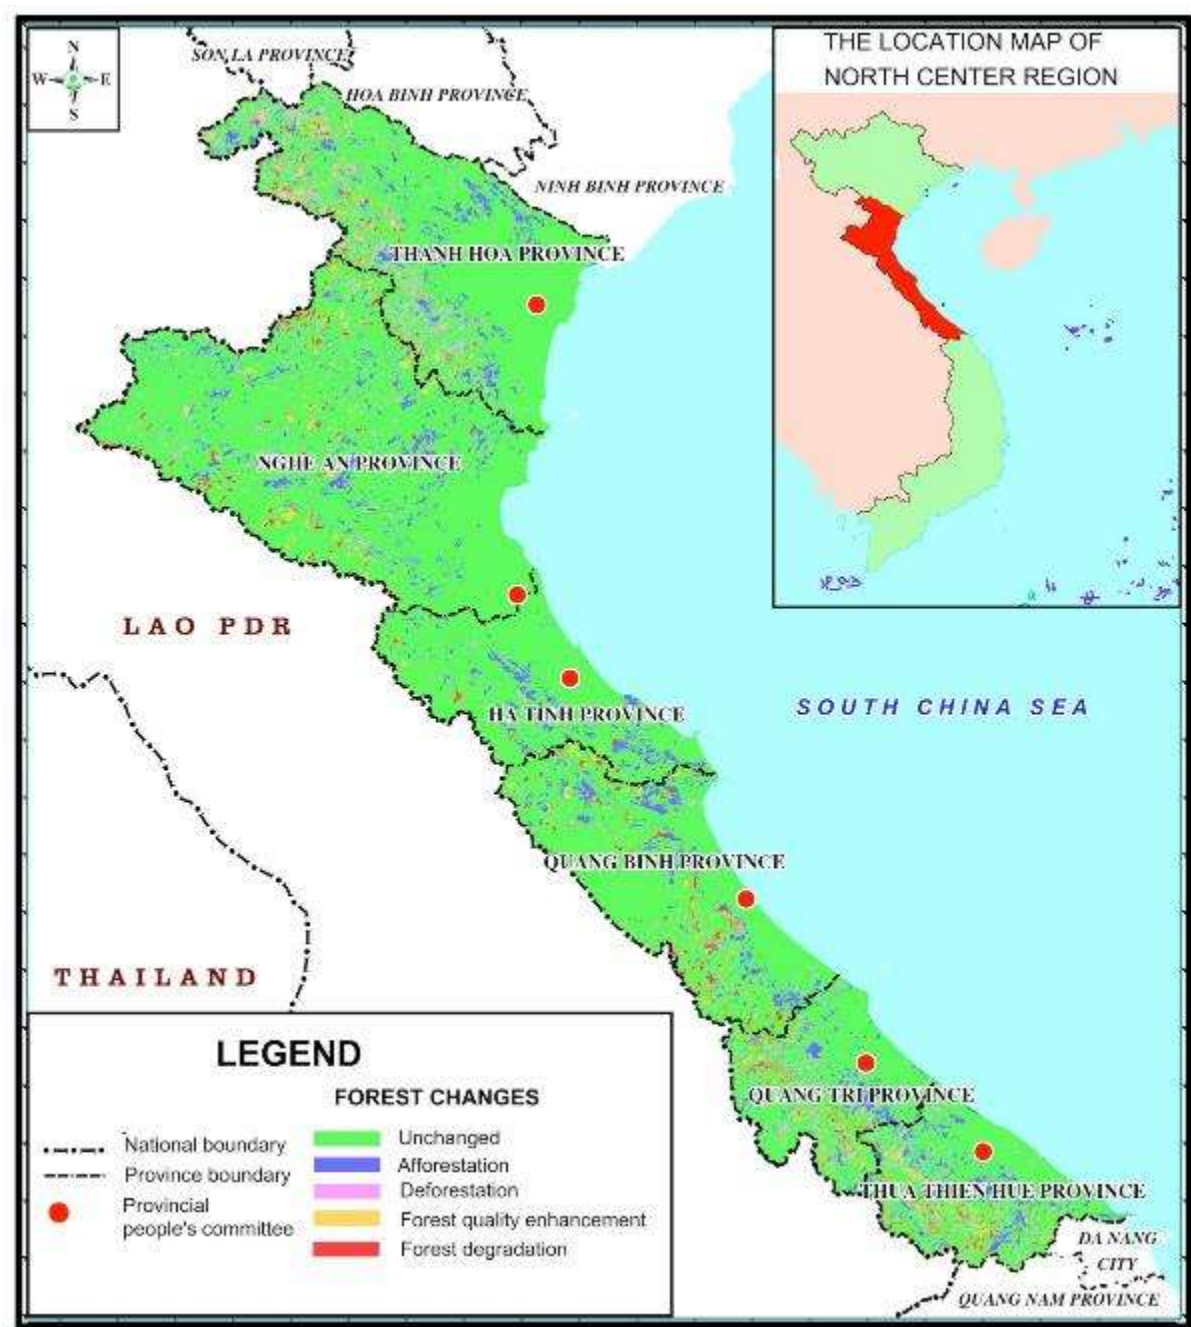 N
W E
S
SON LA PROVINCE
HOA BINH PROVINCE
NINH BINH PROVINCE
THE LOCATION MAP OF
NORTH CENTER REGION
THANH HOA PROVINCE
NGHE AN PROVINCE
LAO PDR
HA TINH PROVINCE
SOUTH CHINA SEA
QUANG BINH PROVINCE
THAILAND
QUANG TRI PROVINCE
THUA THIEN HUE PROVINCE
DA NANG
CITY
QUANG NAM PROVINCE
LEGEND
FOREST CHANGES
National boundary
Province boundary
Provincial
people's committee
Unchanged
Afforestation
Deforestation
Forest quality enhancement
Forest degradation